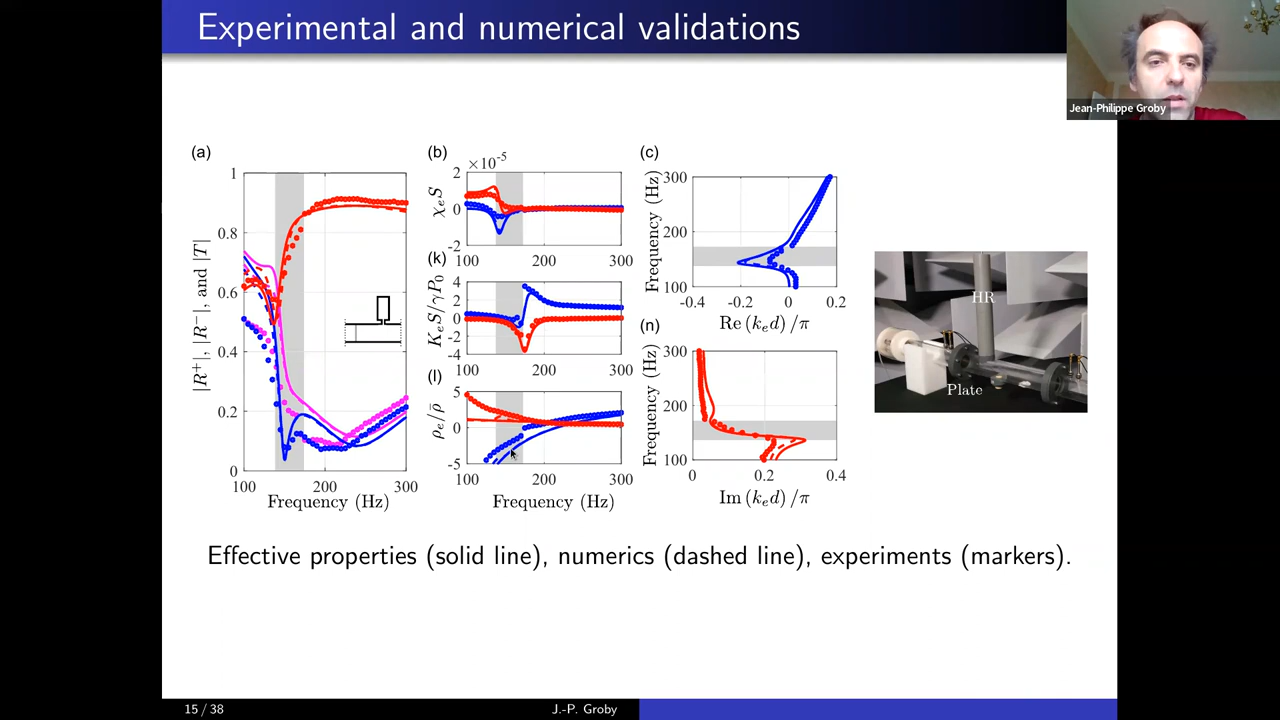 Experimental and numerical validations
Jean-Philippe Groby
(a)
|R⁺|, |R⁻|, and |T|
1
0.8
0.6
0.4
0.2
0
100
200
300
Frequency (Hz)
(b)
×10⁻⁵
χₑS
2
0
-2
100
200
300
(k)
KₑS/γP₀
4
2
0
-2
-4
100
200
300
(l)
ρₑ/ρ̄
5
0
-5
100
200
300
Frequency (Hz)
(c)
Frequency (Hz)
300
200
100
-0.4
-0.2
0
0.2
Re (kₑd) /π
(n)
Frequency (Hz)
300
200
100
0
0.2
0.4
Im (kₑd) /π
HR
Plate
Effective properties (solid line), numerics (dashed line), experiments (markers).
15 / 38
J.-P. Groby